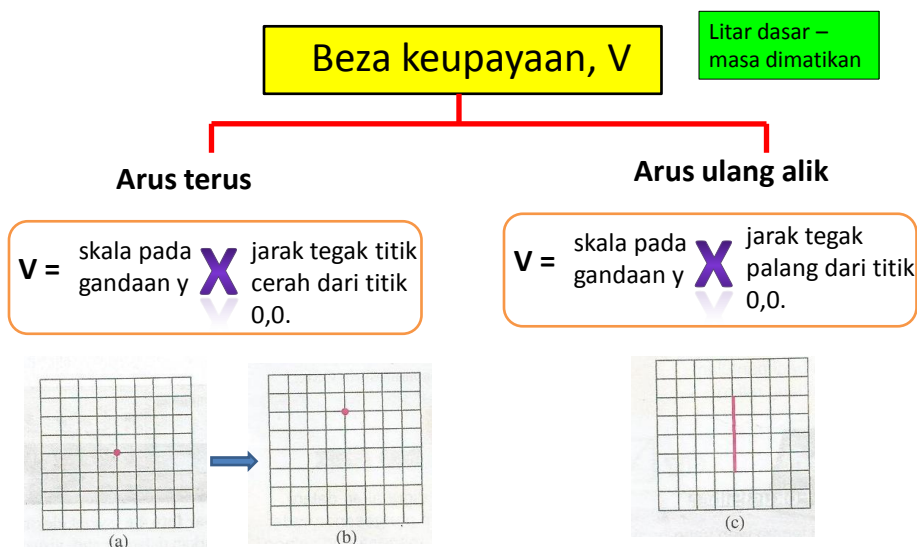 Beza keupayaan, V
Litar dasar –
masa dimatikan
Arus terus
Arus ulang alik
V =
skala pada
gandaan y
X
jarak tegak titik
cerah dari titik
0,0.
V =
skala pada
gandaan y
X
jarak tegak
palang dari titik
0,0.
(a)
(b)
(c)